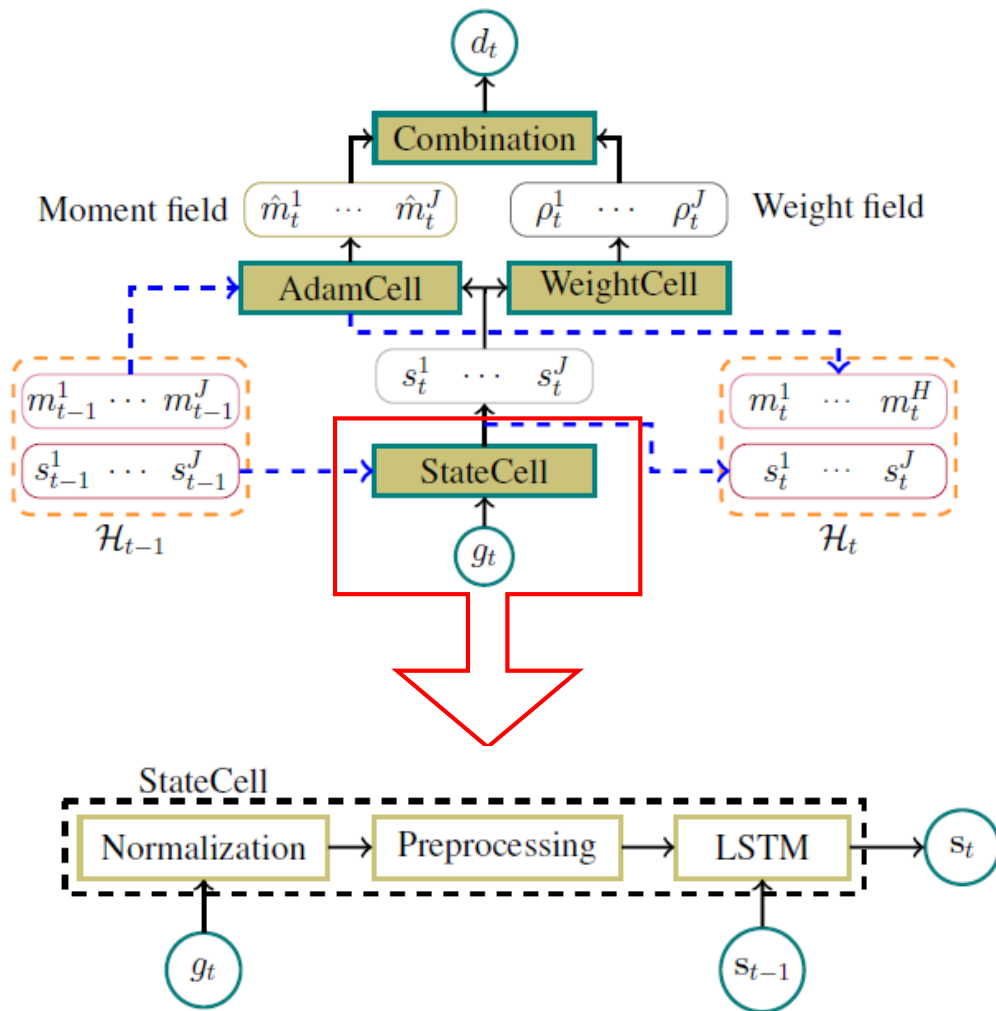 d_t
Combination
Moment field
m̂_t^1 ⋯ m̂_t^J
ρ_t^1 ⋯ ρ_t^J
Weight field
AdamCell
WeightCell
s_t^1 ⋯ s_t^J
m_{t-1}^1 ⋯ m_{t-1}^J
m_t^1 ⋯ m_t^H
s_{t-1}^1 ⋯ s_{t-1}^J
StateCell
s_t^1 ⋯ s_t^J
ℋ_{t-1}
g_t
ℋ_t
StateCell
Normalization
Preprocessing
LSTM
s_t
g_t
s_{t-1}